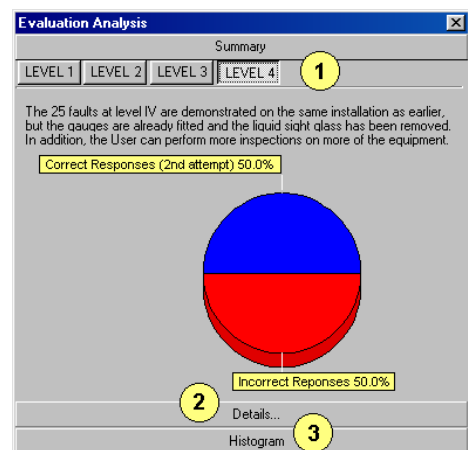 Evaluation Analysis
Summary
LEVEL 1 LEVEL 2 LEVEL 3 LEVEL 4
1
The 25 faults at level IV are demonstrated on the same installation as earlier,
but the gauges are already fitted and the liquid sight glass has been removed.
In addition, the User can perform more inspections on more of the equipment.
Correct Responses (2nd attempt) 50.0%
Incorrect Reponses 50.0%
2
Details...
Histogram
3